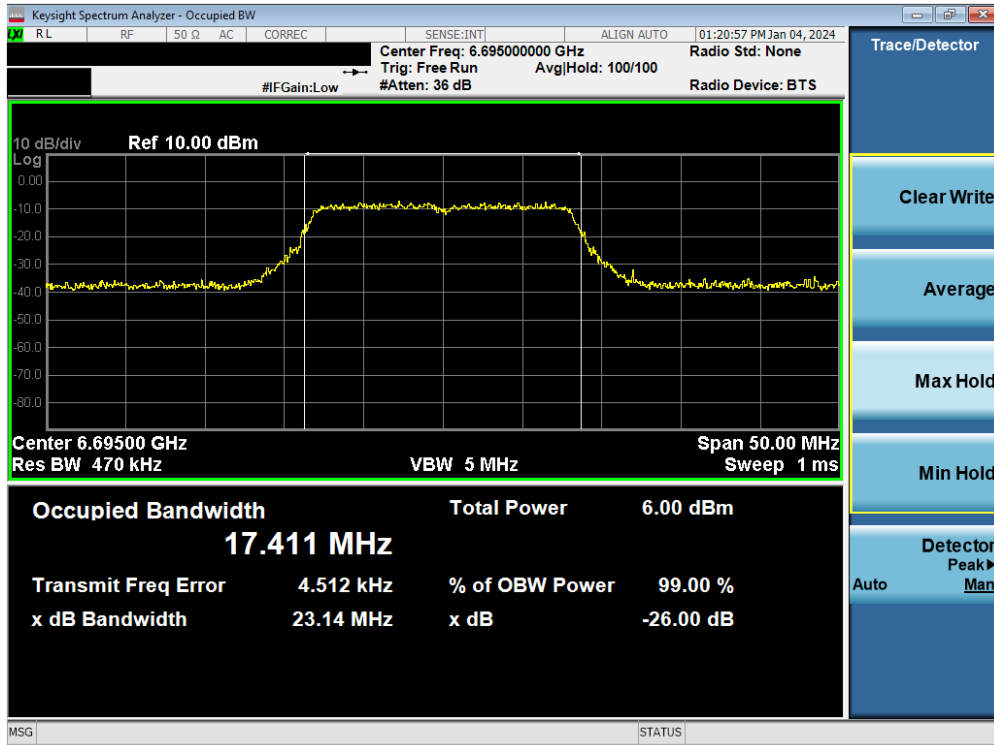 Keysight Spectrum Analyzer - Occupied BW
LXI RL RF 50 Ω AC CORREC SENSE:INT ALIGN AUTO 01:20:57 PM Jan 04, 2024
Center Freq: 6.695000000 GHz Radio Std: None
Trig: Free Run Avg|Hold: 100/100
#IFGain:Low #Atten: 36 dB Radio Device: BTS
10 dB/div Ref 10.00 dBm
Log
0.00
-10.0
-20.0
-30.0
-40.0
-50.0
-60.0
-70.0
-80.0
Center 6.69500 GHz Span 50.00 MHz
Res BW 470 kHz VBW 5 MHz Sweep 1 ms
Occupied Bandwidth Total Power 6.00 dBm
17.411 MHz
Transmit Freq Error 4.512 kHz % of OBW Power 99.00 %
x dB Bandwidth 23.14 MHz x dB -26.00 dB
MSG STATUS
Trace/Detector
Clear Write
Average
Max Hold
Min Hold
Detector
Peak▶
Auto Man